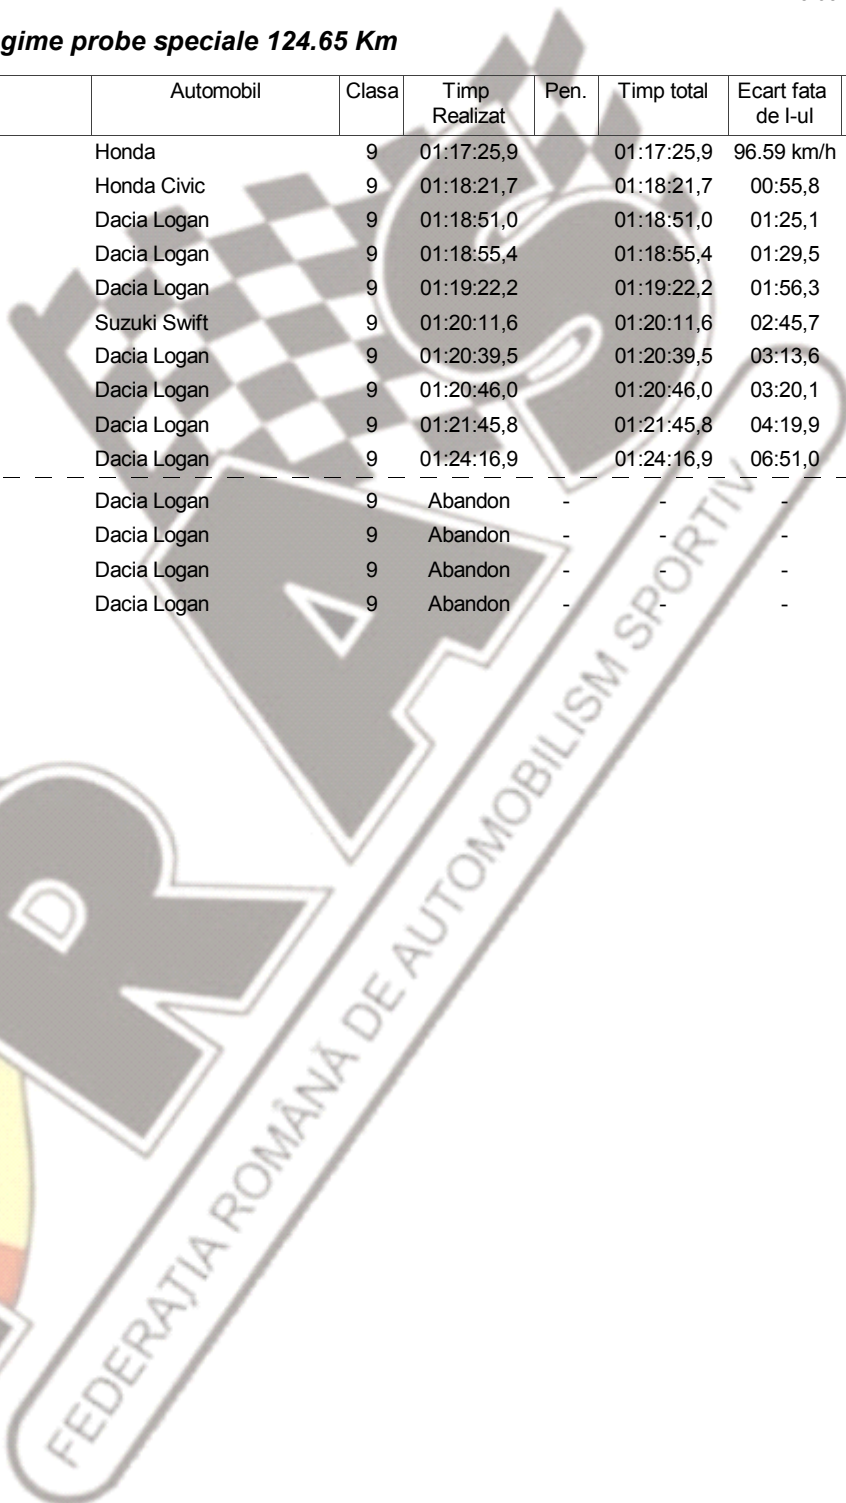 gime probe speciale 124.65 Km
Automobil Clasa Timp Realizat Pen. Timp total Ecart fata de I-ul
Honda 9 01:17:25,9 01:17:25,9 96.59 km/h
Honda Civic 9 01:18:21,7 01:18:21,7 00:55,8
Dacia Logan 9 01:18:51,0 01:18:51,0 01:25,1
Dacia Logan 9 01:18:55,4 01:18:55,4 01:29,5
Dacia Logan 9 01:19:22,2 01:19:22,2 01:56,3
Suzuki Swift 9 01:20:11,6 01:20:11,6 02:45,7
Dacia Logan 9 01:20:39,5 01:20:39,5 03:13,6
Dacia Logan 9 01:20:46,0 01:20:46,0 03:20,1
Dacia Logan 9 01:21:45,8 01:21:45,8 04:19,9
Dacia Logan 9 01:24:16,9 01:24:16,9 06:51,0
Dacia Logan 9 Abandon - - -
Dacia Logan 9 Abandon - - -
Dacia Logan 9 Abandon - - -
Dacia Logan 9 Abandon - - -
RAS
FEDERAȚIA ROMÂNĂ DE AUTOMOBILISM SPORTIV